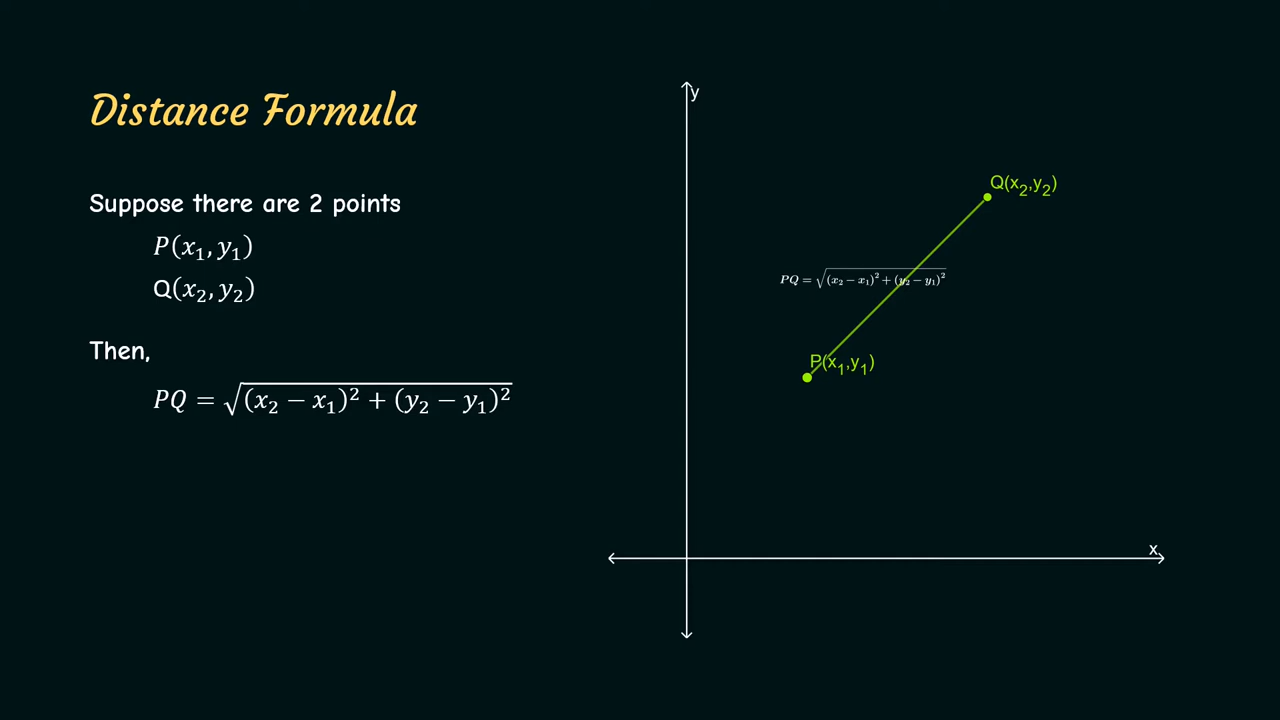 Distance Formula
Suppose there are 2 points
P(x₁, y₁)
Q(x₂, y₂)
Then,
PQ = √(x₂ − x₁)² + (y₂ − y₁)²
y
Q(x₂,y₂)
PQ = √(x₂ − x₁)² + (y₂ − y₁)²
P(x₁,y₁)
x